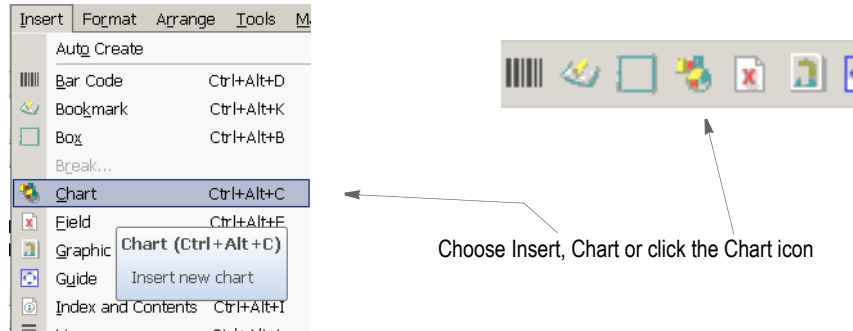 Insert Format Arrange Tools
Auto Create
Bar Code Ctrl+Alt+D
Bookmark Ctrl+Alt+K
Box Ctrl+Alt+B
Break...
Chart Ctrl+Alt+C
Field Ctrl+Alt+F
Graphic
Chart (Ctrl+Alt+C)
Insert new chart
Guide
Index and Contents Ctrl+Alt+I
Choose Insert, Chart or click the Chart icon